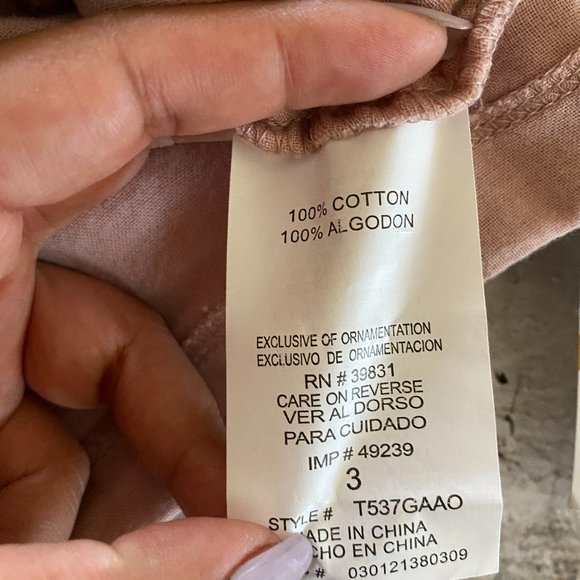 100% COTTON
100% ALGODON
EXCLUSIVE OF ORNAMENTATION
EXCLUSIVO DE ORNAMENTACION
RN # 39831
CARE ON REVERSE
VER AL DORSO
PARA CUIDADO
IMP# 49239
3
STYLE # T537GAAO
ADE IN CHINA
CHO EN CHINA
# 030121380309